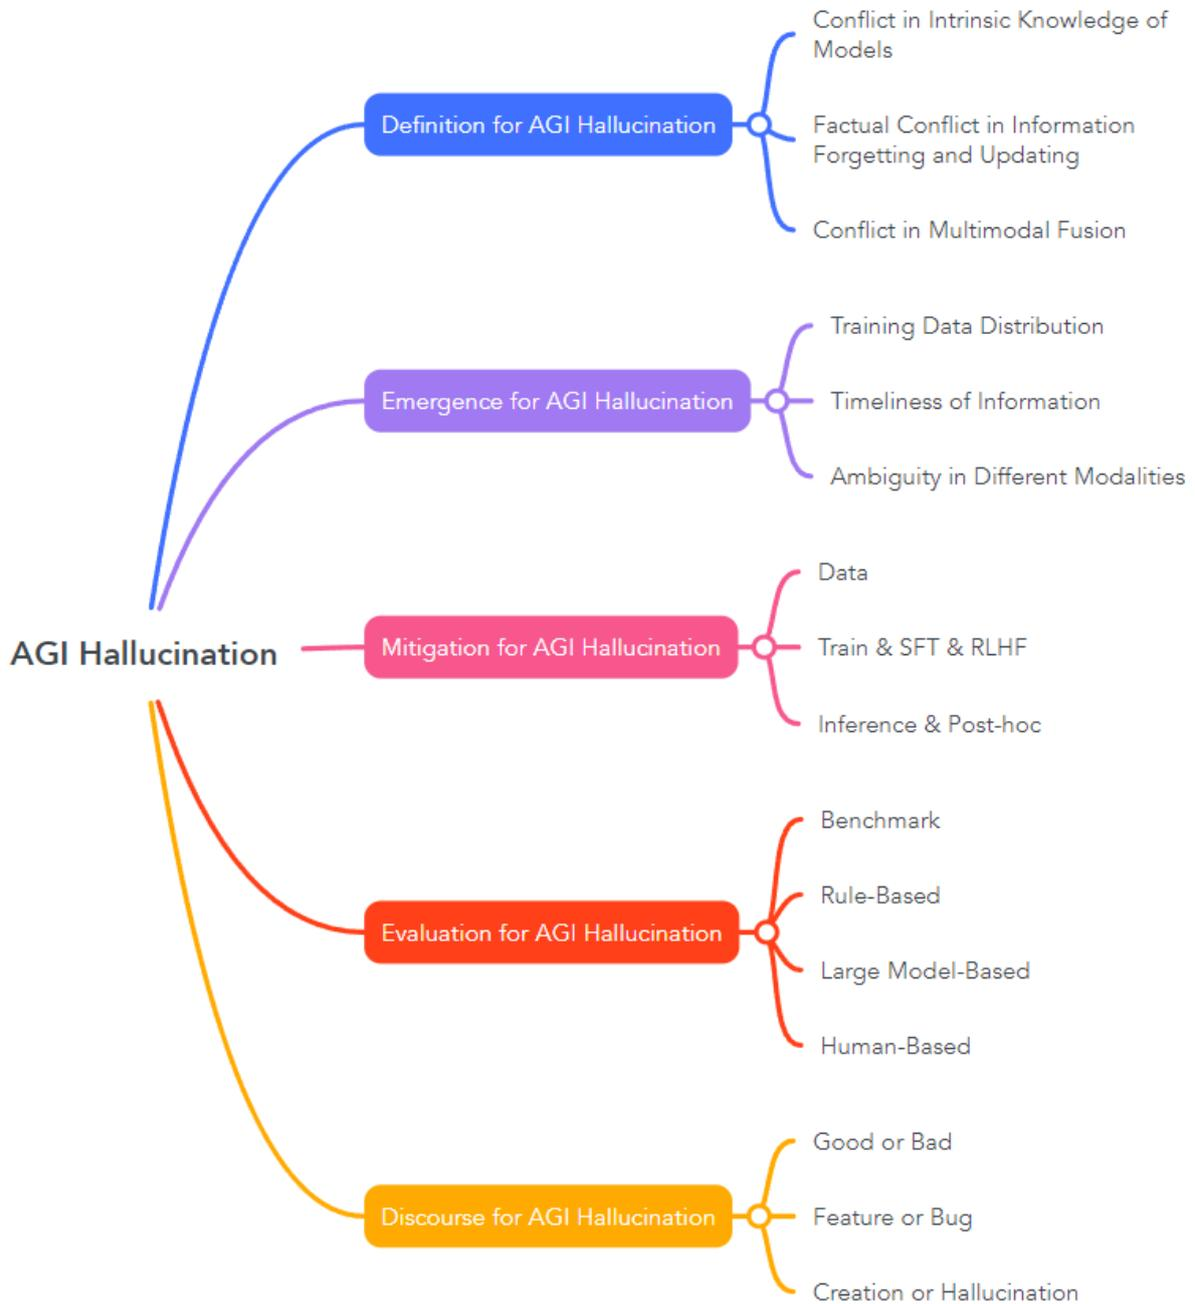 AGI Hallucination
Definition for AGI Hallucination
Conflict in Intrinsic Knowledge of
Models
Factual Conflict in Information
Forgetting and Updating
Conflict in Multimodal Fusion
Emergence for AGI Hallucination
Training Data Distribution
Timeliness of Information
Ambiguity in Different Modalities
Mitigation for AGI Hallucination
Data
Train & SFT & RLHF
Inference & Post-hoc
Evaluation for AGI Hallucination
Benchmark
Rule-Based
Large Model-Based
Human-Based
Discourse for AGI Hallucination
Good or Bad
Feature or Bug
Creation or Hallucination